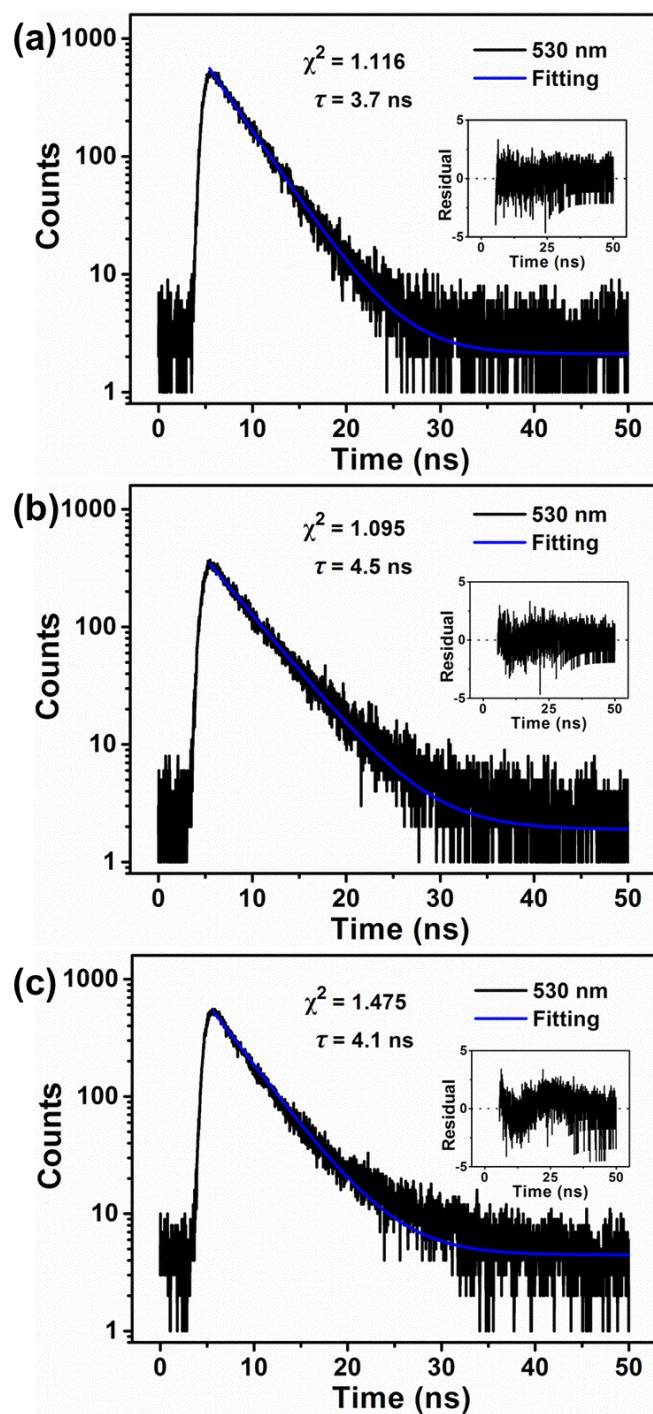 (a)
1000
100
10
1
Counts
χ² = 1.116
τ = 3.7 ns
530 nm
Fitting
5
0
-5
Residual
0 25 50
Time (ns)
0 10 20 30 40 50
Time (ns)
(b)
1000
100
10
1
Counts
χ² = 1.095
τ = 4.5 ns
530 nm
Fitting
5
0
-5
Residual
0 25 50
Time (ns)
0 10 20 30 40 50
Time (ns)
(c)
1000
100
10
1
Counts
χ² = 1.475
τ = 4.1 ns
530 nm
Fitting
5
0
-5
Residual
0 25 50
Time (ns)
0 10 20 30 40 50
Time (ns)